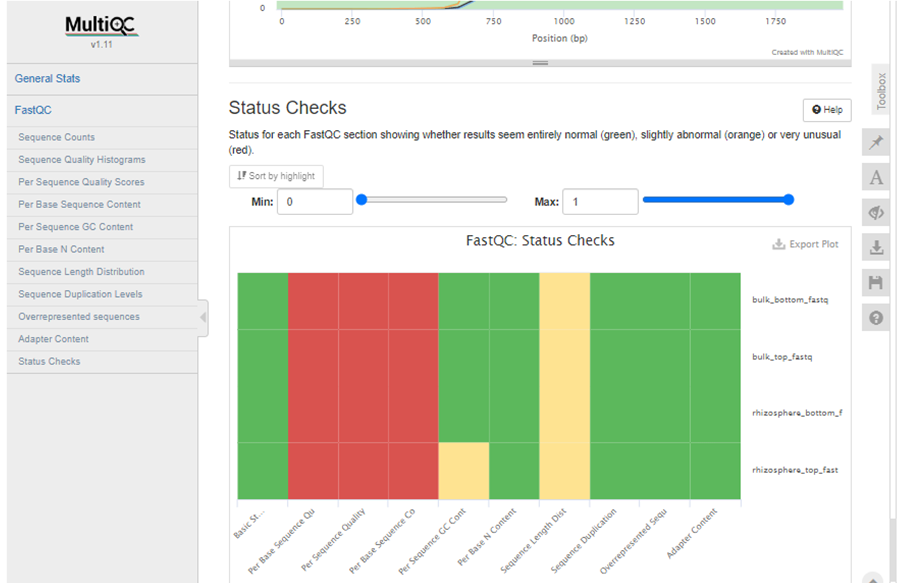 MultiQC
v1.11
General Stats
FastQC
Sequence Counts
Sequence Quality Histograms
Per Sequence Quality Scores
Per Base Sequence Content
Per Sequence GC Content
Per Base N Content
Sequence Length Distribution
Sequence Duplication Levels
Overrepresented sequences
Adapter Content
Status Checks
0
0 250 500 750 1000 1250 1500 1750
Position (bp)
Created with MultiQC
Toolbox
Status Checks
Help
Status for each FastQC section showing whether results seem entirely normal (green), slightly abnormal (orange) or very unusual
(red).
Sort by highlight
Min: 0 Max: 1
FastQC: Status Checks
Export Plot
bulk_bottom_fastq
bulk_top_fastq
rhizosphere_bottom_f
rhizosphere_top_fast
Basic St...
Per Base Sequence Qu
Per Sequence Quality
Per Base Sequence Co
Per Sequence GC Cont
Per Base N Content
Sequence Length Dist
Sequence Duplication
Overrepresented Sequ
Adapter Content